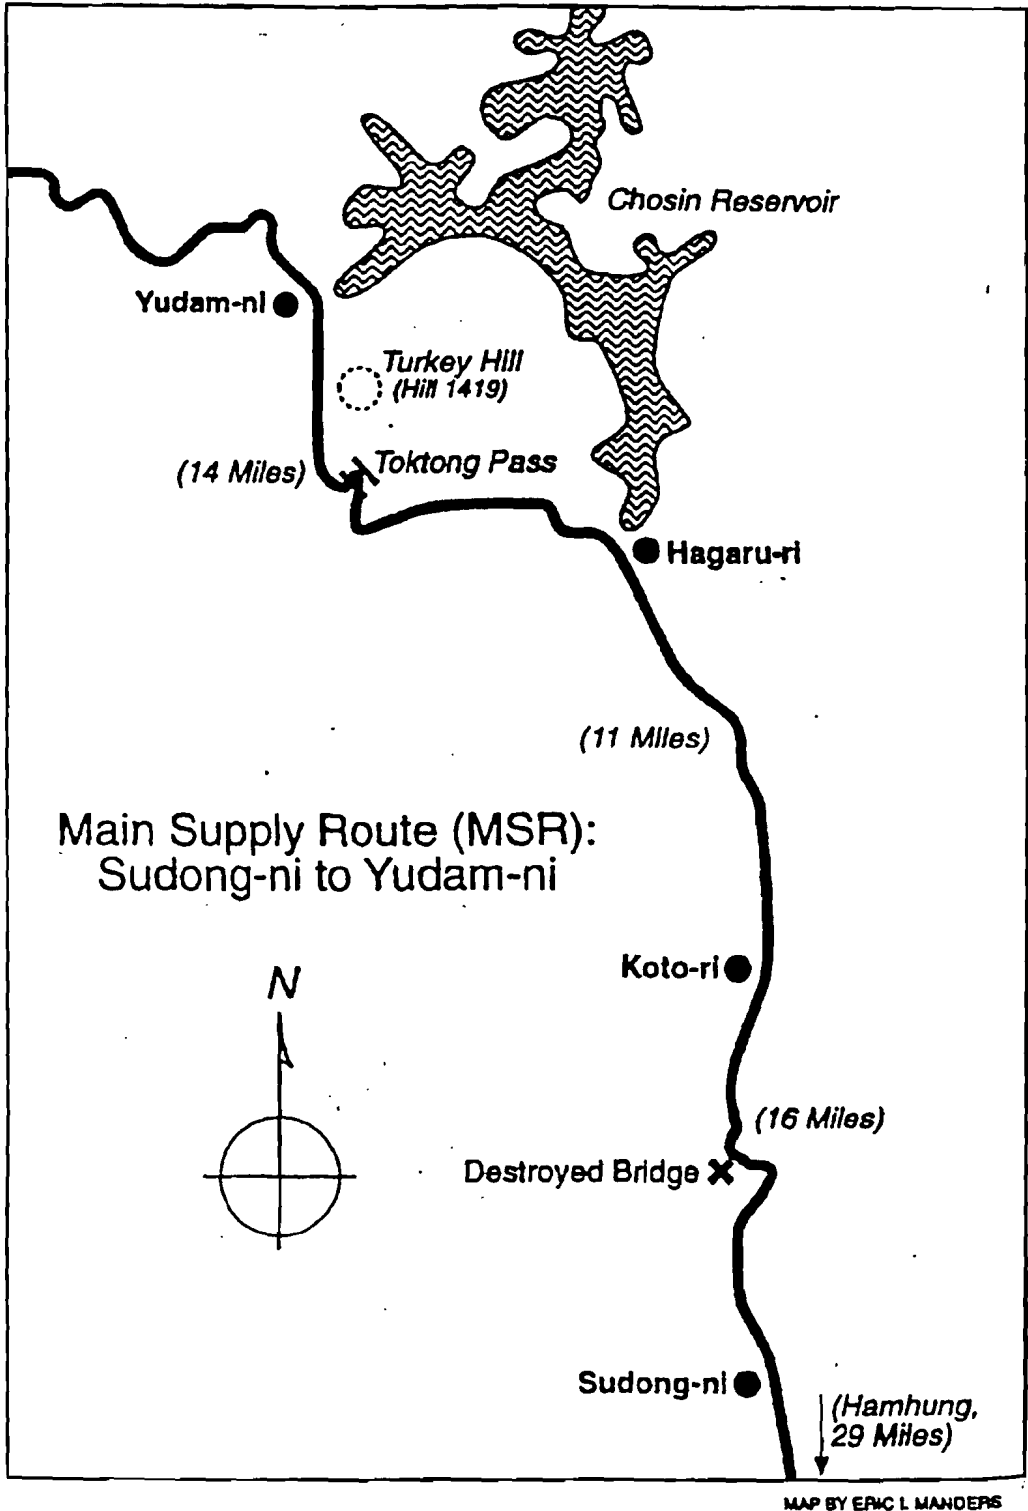 Chosin Reservoir
Yudam-ni
Turkey Hill
(Hill 1419)
(14 Miles)
Toktong Pass
Hagaru-ri
(11 Miles)
Main Supply Route (MSR):
Sudong-ni to Yudam-ni
Koto-ri
N
(16 Miles)
Destroyed Bridge
Sudong-ni
(Hamhung,
29 Miles)
MAP BY ERIC L MANDERS